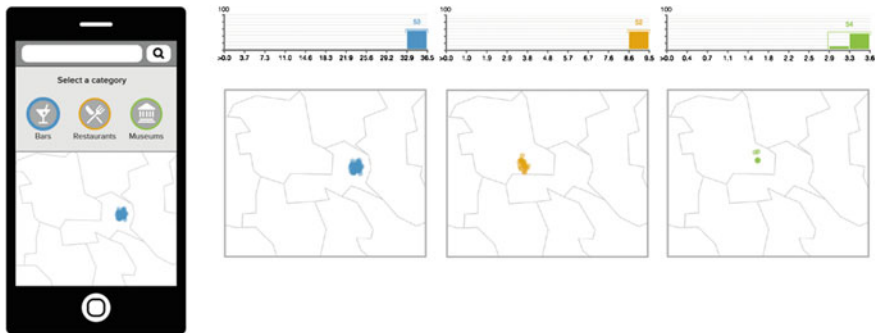 Select a category
Bars Restaurants Museums
100
53
>0.0 3.7 7.3 11.0 14.6 18.3 21.9 25.6 29.2 32.9 36.5
100
53
>0.0 1.0 1.9 2.9 3.8 4.8 5.7 6.7 7.6 8.6 9.5
100
54
>0.0 0.4 0.7 1.1 1.4 1.8 2.2 2.5 2.9 3.3 3.6